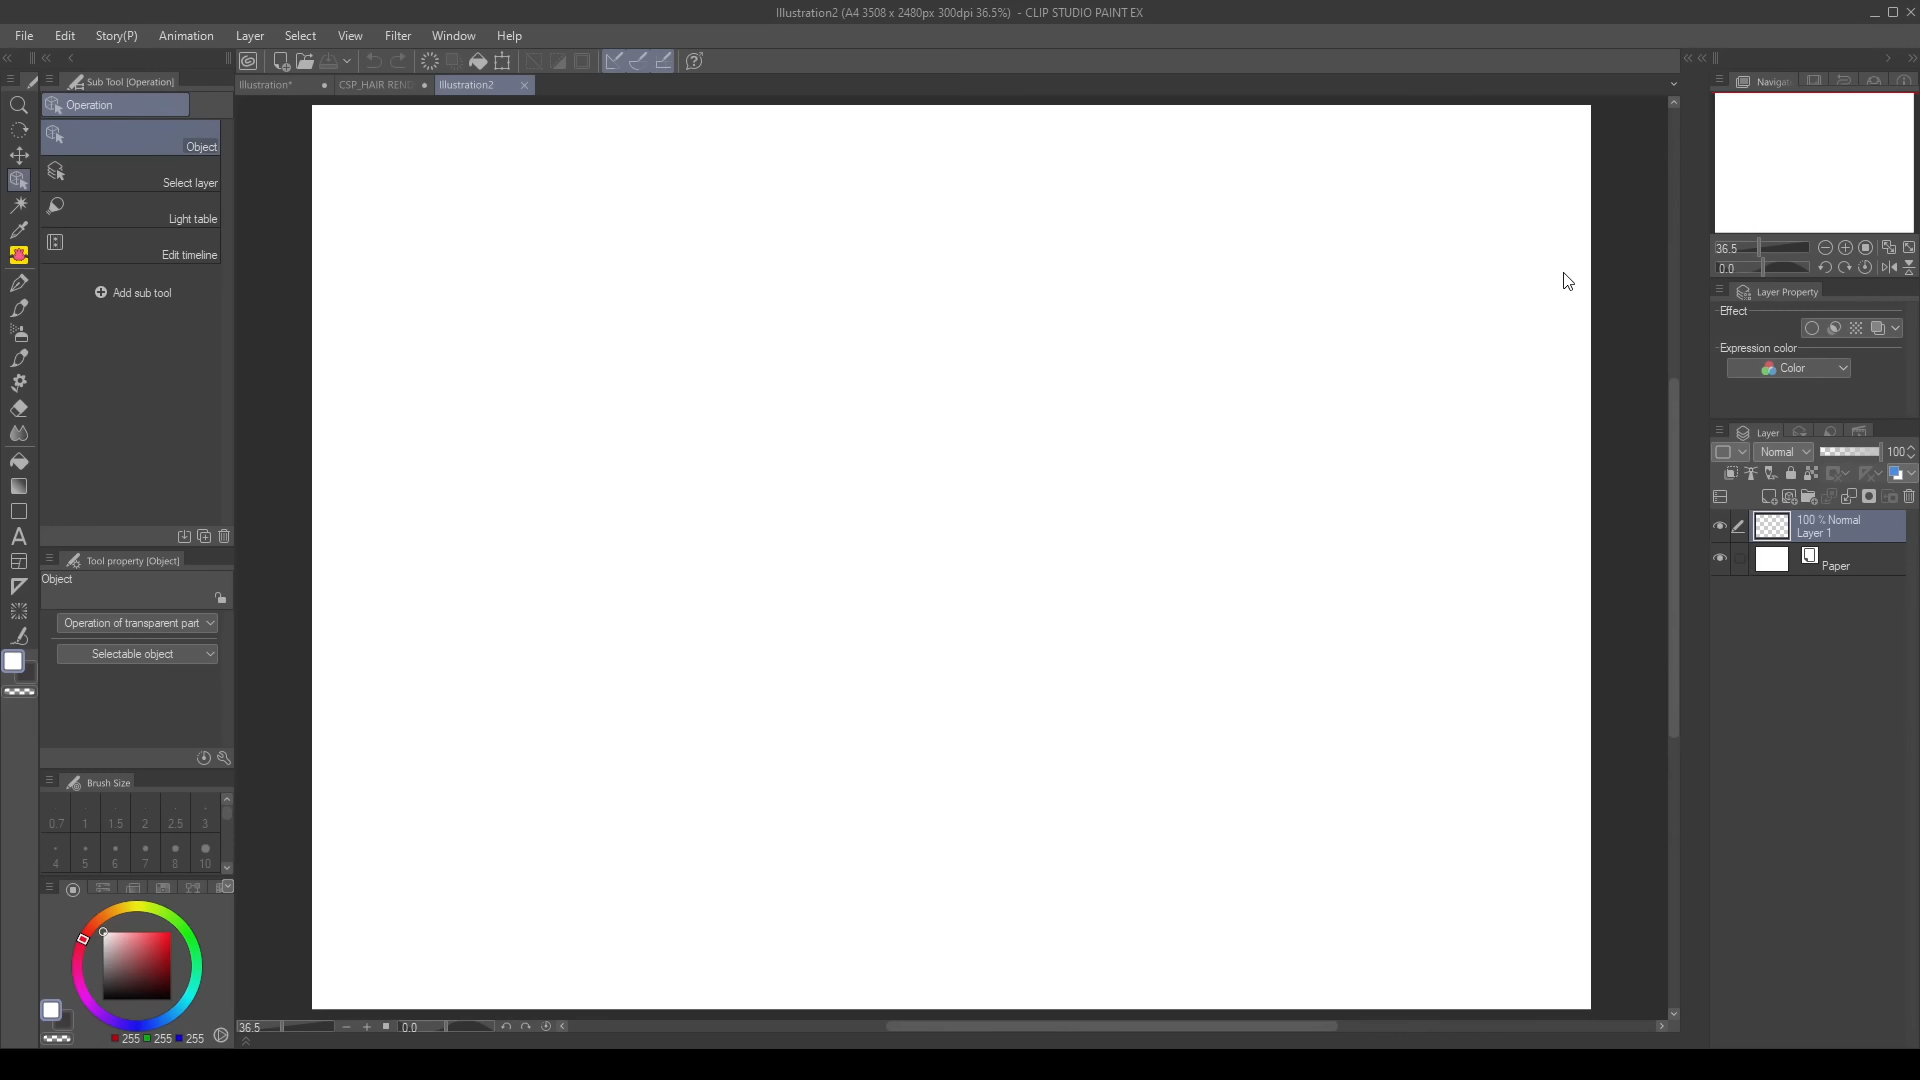 Illustration2 (A4 3508 x 2480px 300dpi 36.5%) - CLIP STUDIO PAINT EX
File Edit Story(P) Animation Layer Select View Filter Window Help
Sub Tool [Operation]
Operation
Object
Select layer
Light table
Edit timeline
Add sub tool
Illustration* CSP_HAIR REND Illustration2
Tool property [Object]
Object
Operation of transparent part
Selectable object
Brush Size
0.7 1 1.5 2 2.5 3
4 5 6 7 8 10
255 255 255
36.5 0.0
Navigat
36.5
0.0
Layer Property
Effect
Expression color
Color
Layer
Normal 100
100 % Normal
Layer 1
Paper